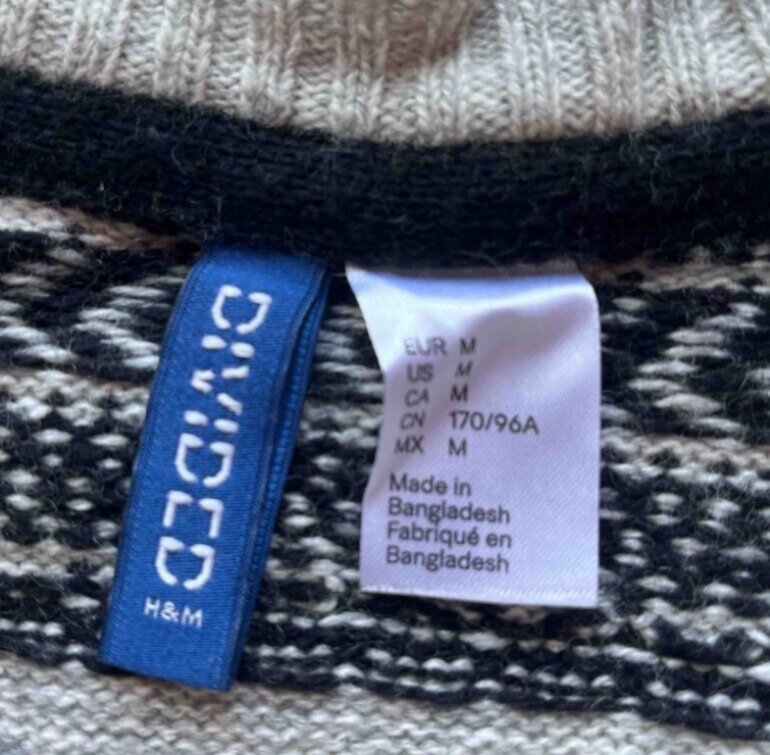 DIVIDED
H&M
EUR M
US M
CA M
CN 170/96A
MX M
Made in
Bangladesh
Fabriqué en
Bangladesh